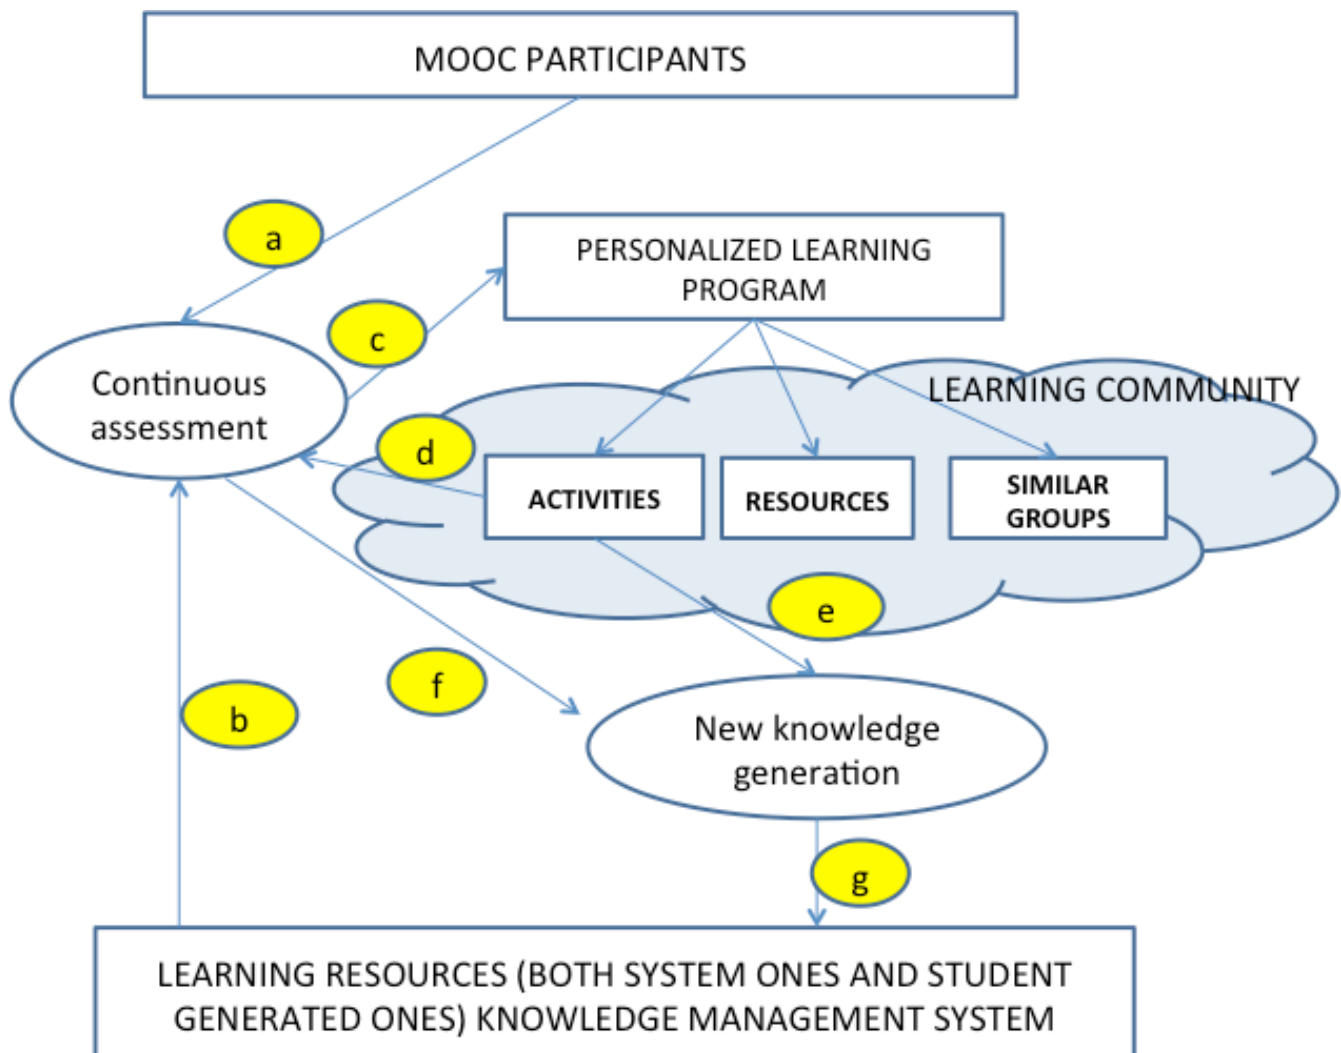 MOOC PARTICIPANTS
a
PERSONALIZED LEARNING
PROGRAM
c
Continuous
assessment
LEARNING COMMUNITY
d
ACTIVITIES
RESOURCES
SIMILAR
GROUPS
e
f
b
New knowledge
generation
g
LEARNING RESOURCES (BOTH SYSTEM ONES AND STUDENT
GENERATED ONES) KNOWLEDGE MANAGEMENT SYSTEM